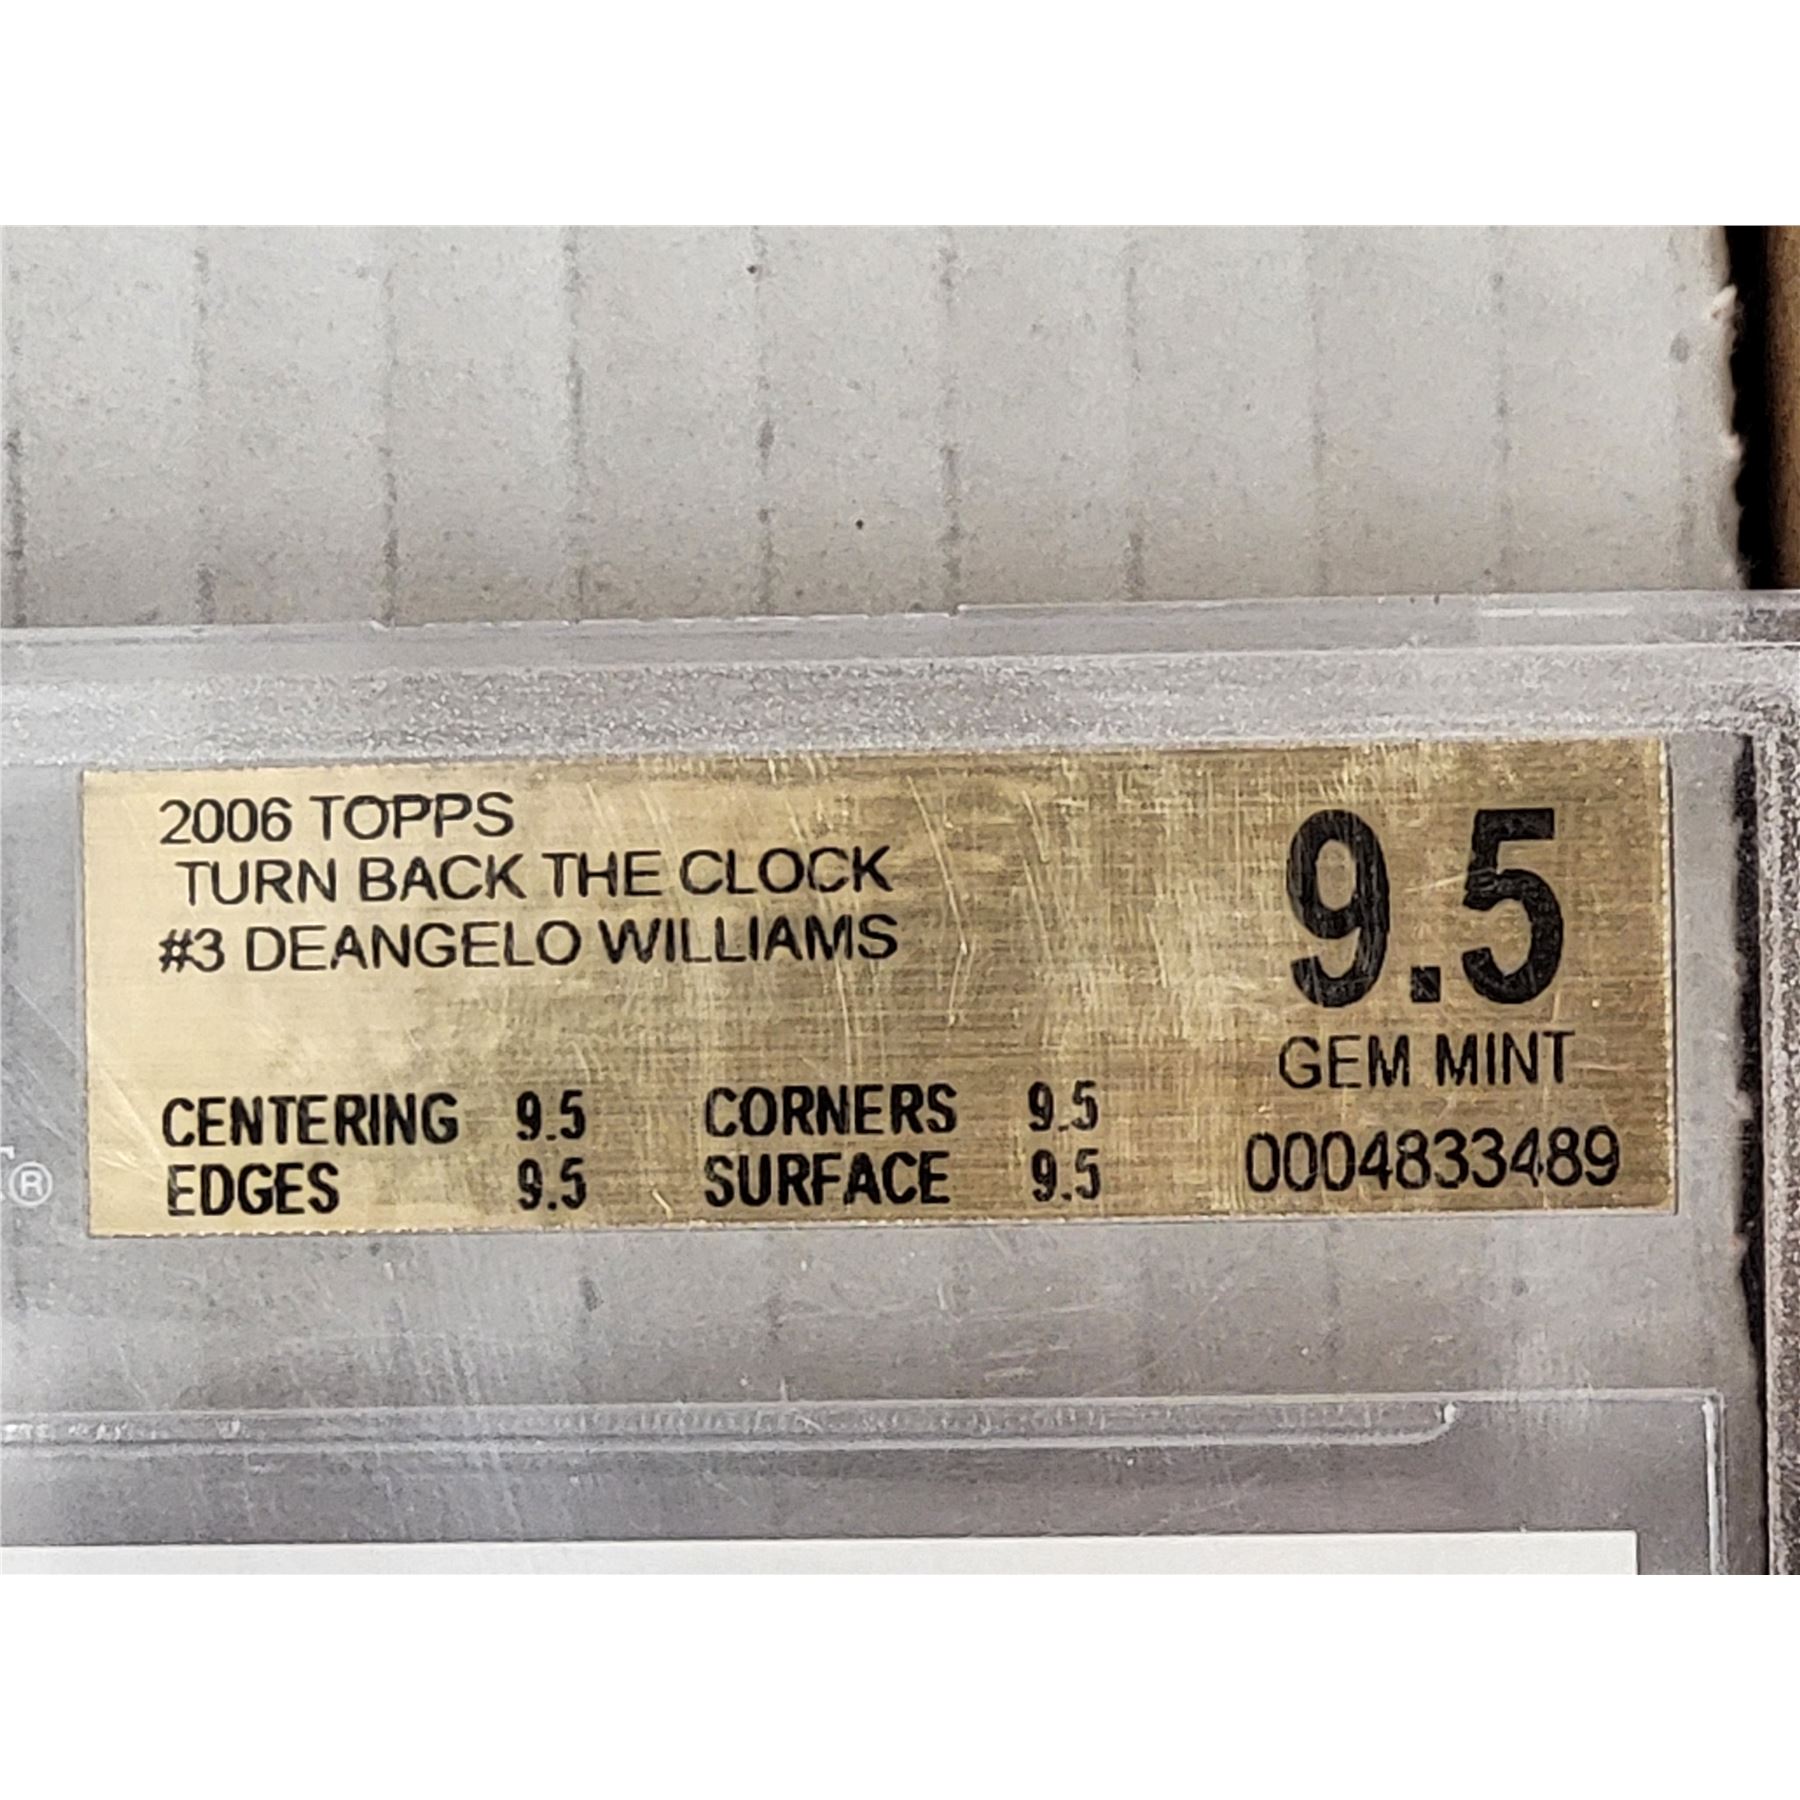 2006 TOPPS
TURN BACK THE CLOCK
#3 DEANGELO WILLIAMS
9.5
GEM MINT
CENTERING 9.5 CORNERS 9.5
EDGES 9.5 SURFACE 9.5
0004833489
®